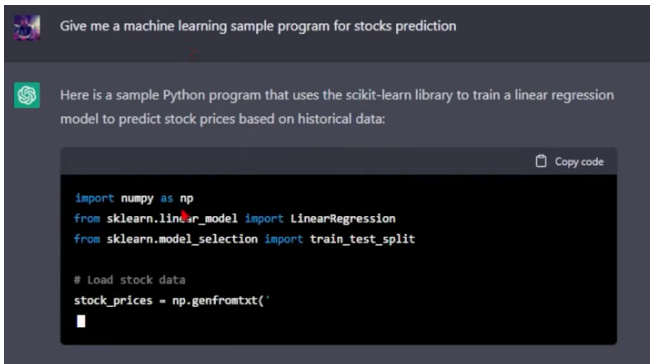 Give me a machine learning sample program for stocks prediction
Here is a sample Python program that uses the scikit-learn library to train a linear regression
model to predict stock prices based on historical data:
Copy code
import numpy as np
from sklearn.linear_model import LinearRegression
from sklearn.model_selection import train_test_split
# Load stock data
stock_prices = np.genfromtxt('